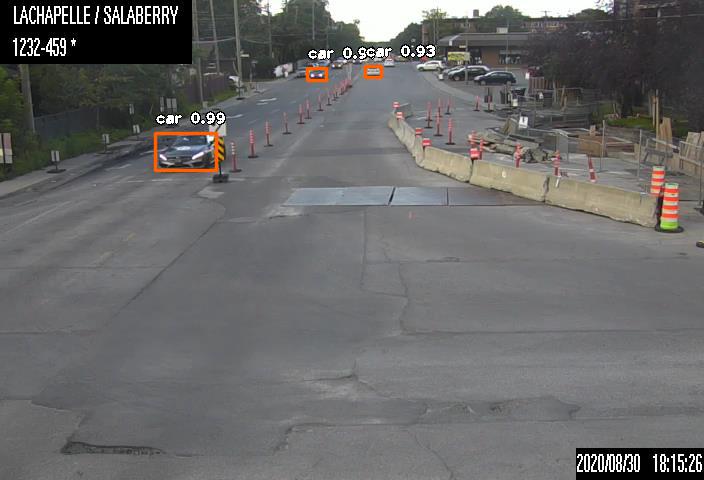 LACHAPELLE / SALABERRY
1232-459 *
car 0.93
car 0.99
2020/08/30 18:15:26